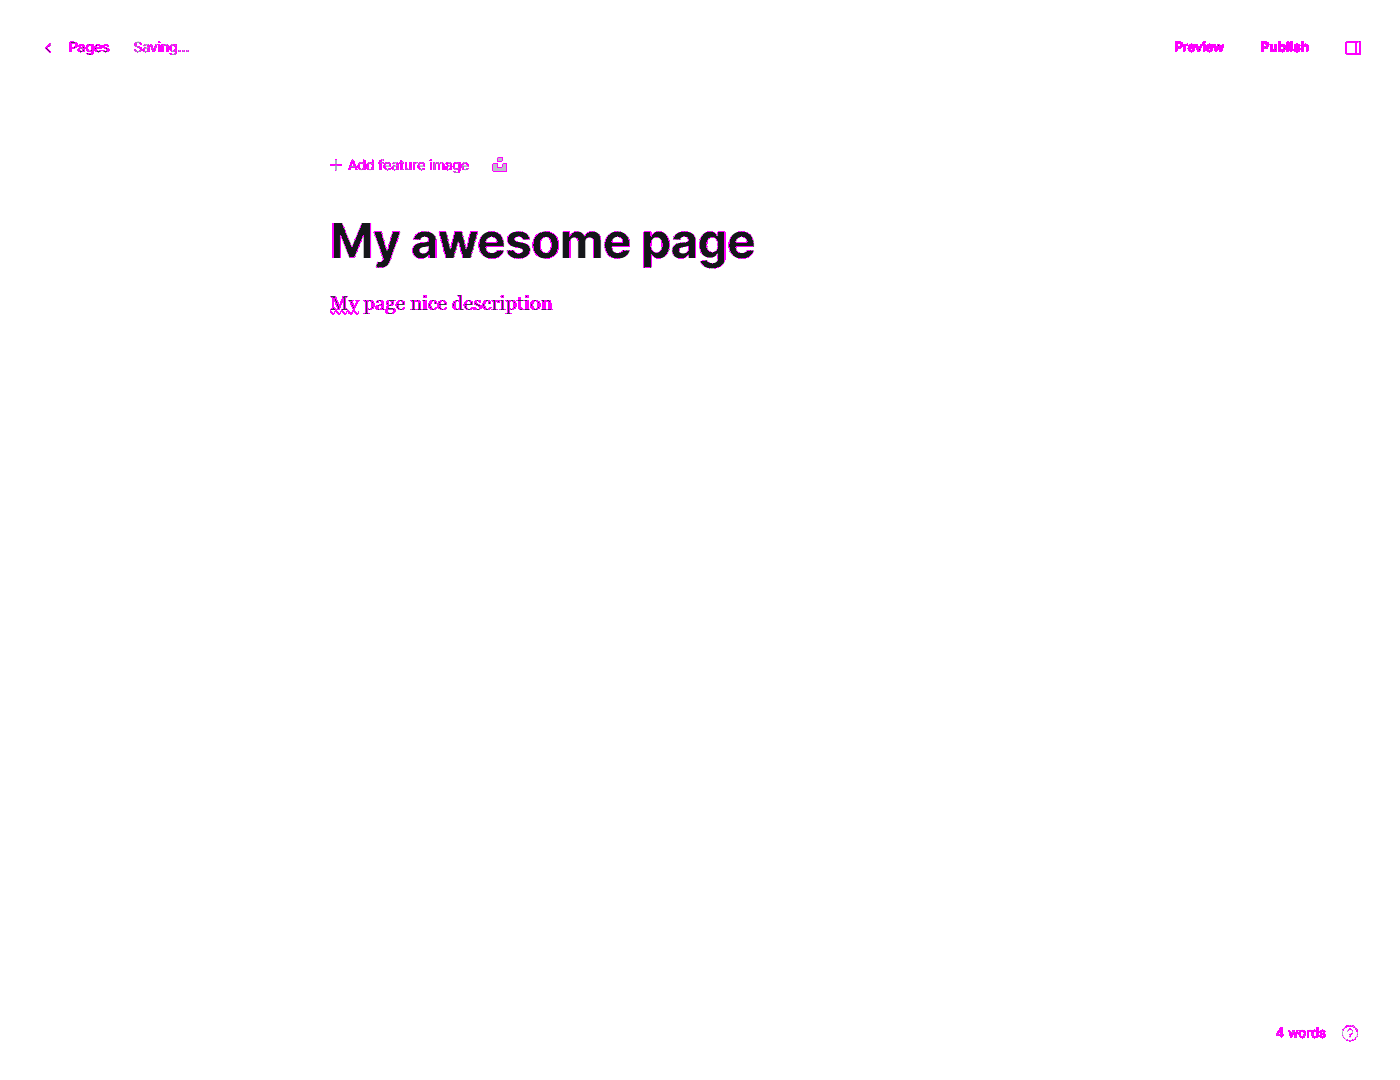 Pages Saving... Preview Publish
Add feature image
My awesome page
My page nice description
4 words